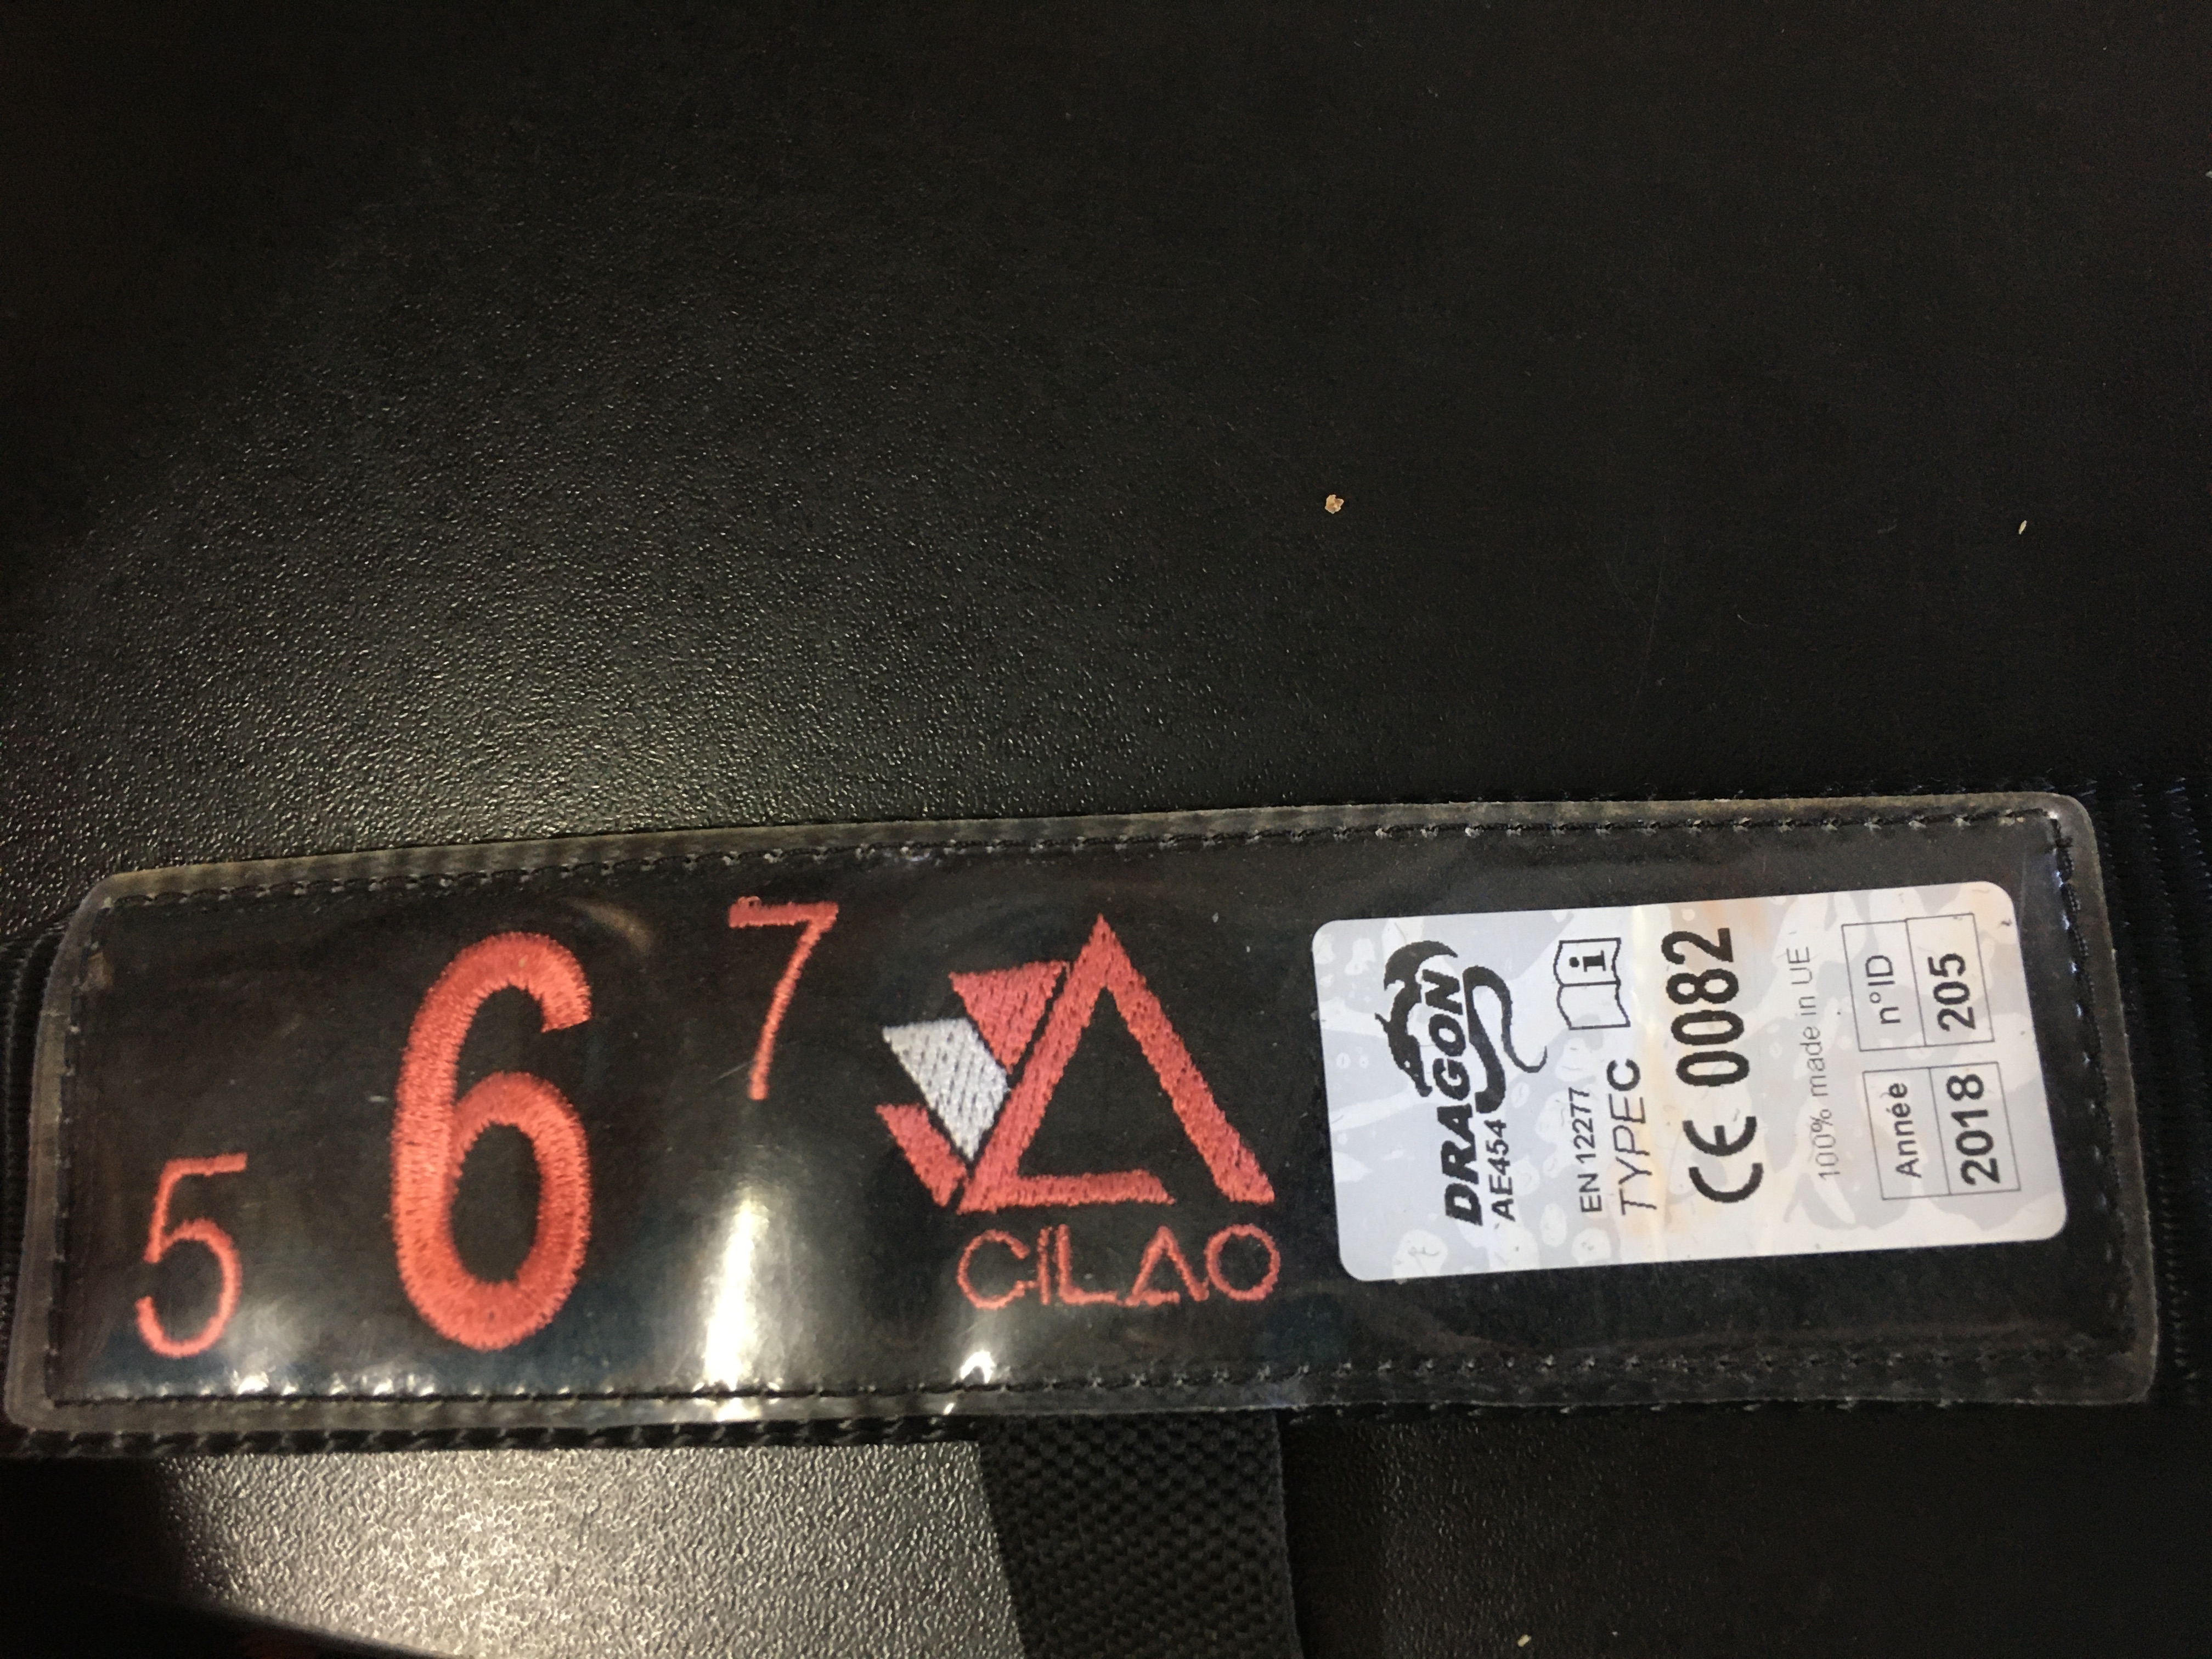 5 6 7
CILAO
DRAGON
AE454
EN 12277
TYPE C
i
CE 0082
100% made in UE
Année n°ID
2018 205